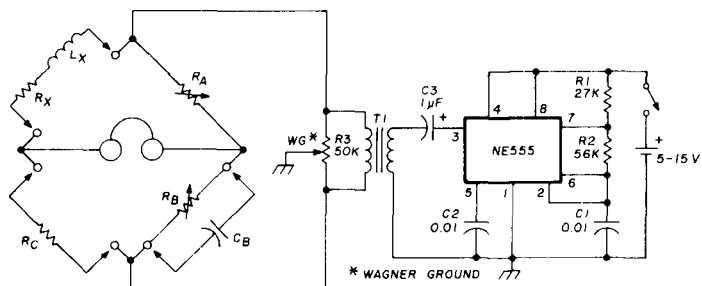 LX
RX
RA
RC
RB
CB
WG*
R3
50K
T1
C3
1µF
+
3
4
8
NE555
7
6
5
1
2
R1
27K
R2
56K
+
5-15V
C2
0.01
C1
0.01
* WAGNER GROUND